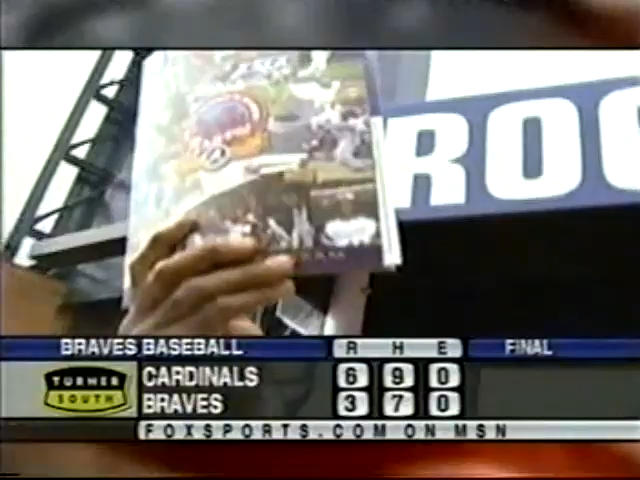 ROO
BRAVES BASEBALL R H E FINAL
TURNER SOUTH
CARDINALS 6 9 0
BRAVES 3 7 0
FOXSPORTS.COM ON MSN